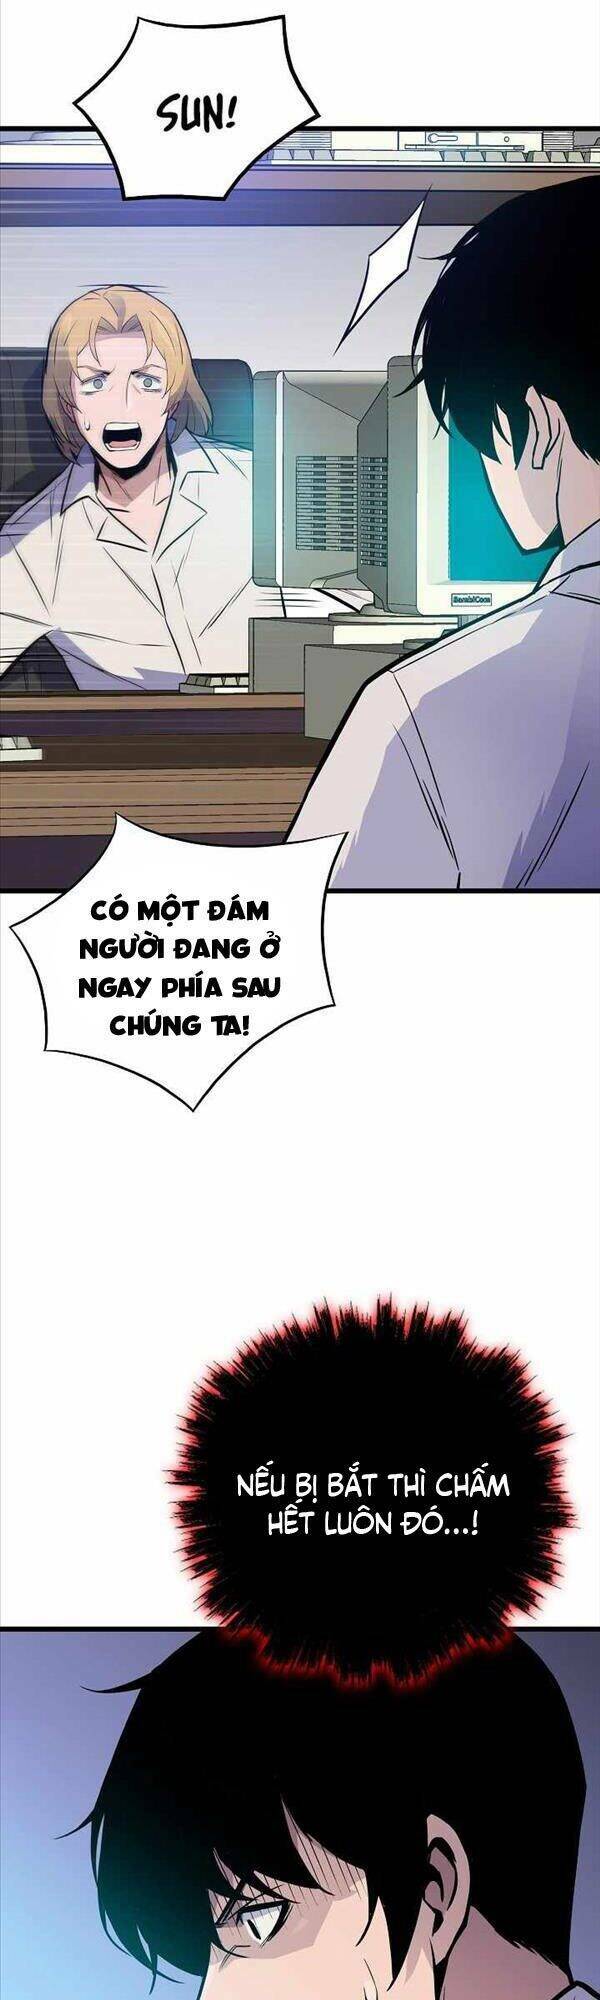 SUN!
CÓ MỘT ĐÁM
NGƯỜI ĐANG Ở
NGAY PHÍA SAU
CHÚNG TA!
NẾU BỊ BẮT THÌ CHẤM
HẾT LUÔN ĐÓ...!